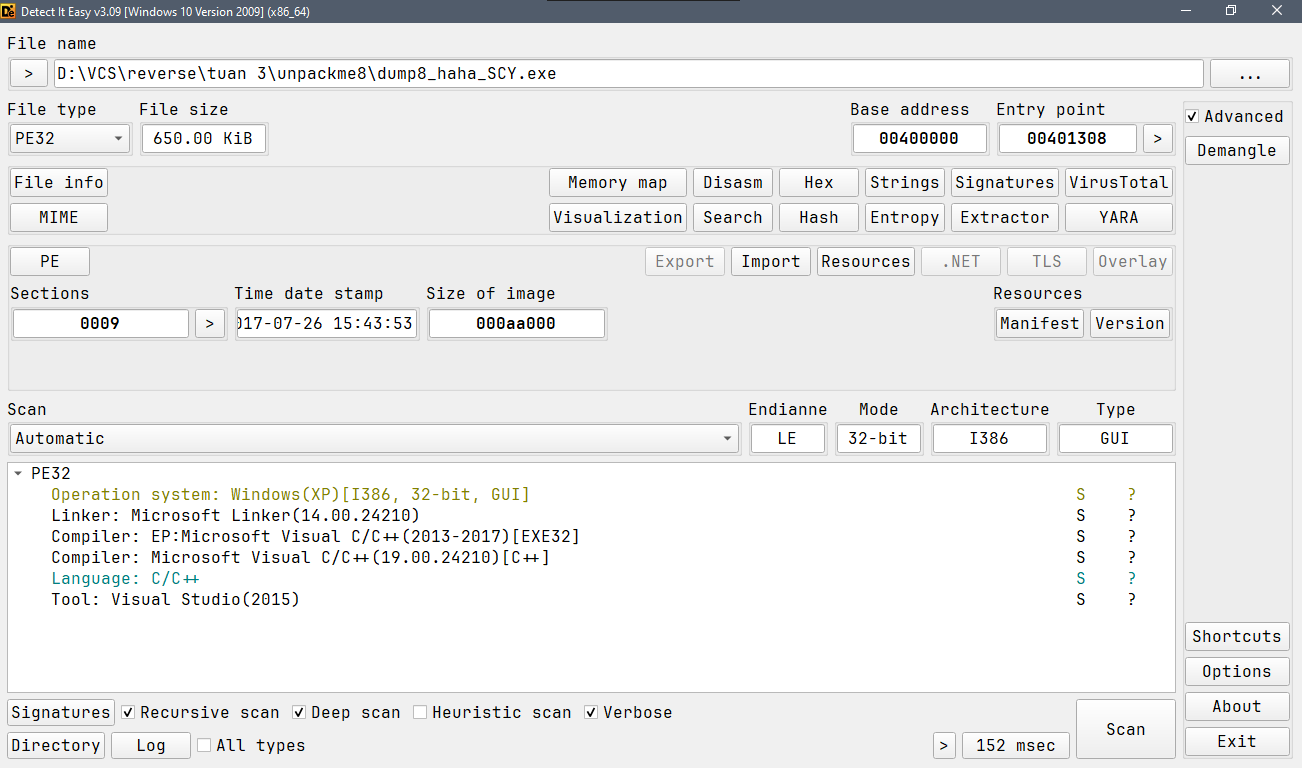 Detect It Easy v3.09 [Windows 10 Version 2009] (x86_64)
File name
> D:\VCS\reverse\tuan 3\unpackme8\dump8_haha_SCY.exe ...
File type File size Base address Entry point
PE32 650.00 KiB 00400000 00401308 >
Advanced
Demangle
File info Memory map Disasm Hex Strings Signatures VirusTotal
MIME Visualization Search Hash Entropy Extractor YARA
PE Export Import Resources .NET TLS Overlay
Sections Time date stamp Size of image Resources
0009 > 017-07-26 15:43:53 000aa000 Manifest Version
Scan Endianne Mode Architecture Type
Automatic LE 32-bit I386 GUI
PE32
Operation system: Windows(XP)[I386, 32-bit, GUI] S ?
Linker: Microsoft Linker(14.00.24210) S ?
Compiler: EP:Microsoft Visual C/C++(2013-2017)[EXE32] S ?
Compiler: Microsoft Visual C/C++(19.00.24210)[C++] S ?
Language: C/C++ S ?
Tool: Visual Studio(2015) S ?
Shortcuts
Options
About
Exit
Signatures Recursive scan Deep scan Heuristic scan Verbose
Directory Log All types > 152 msec Scan